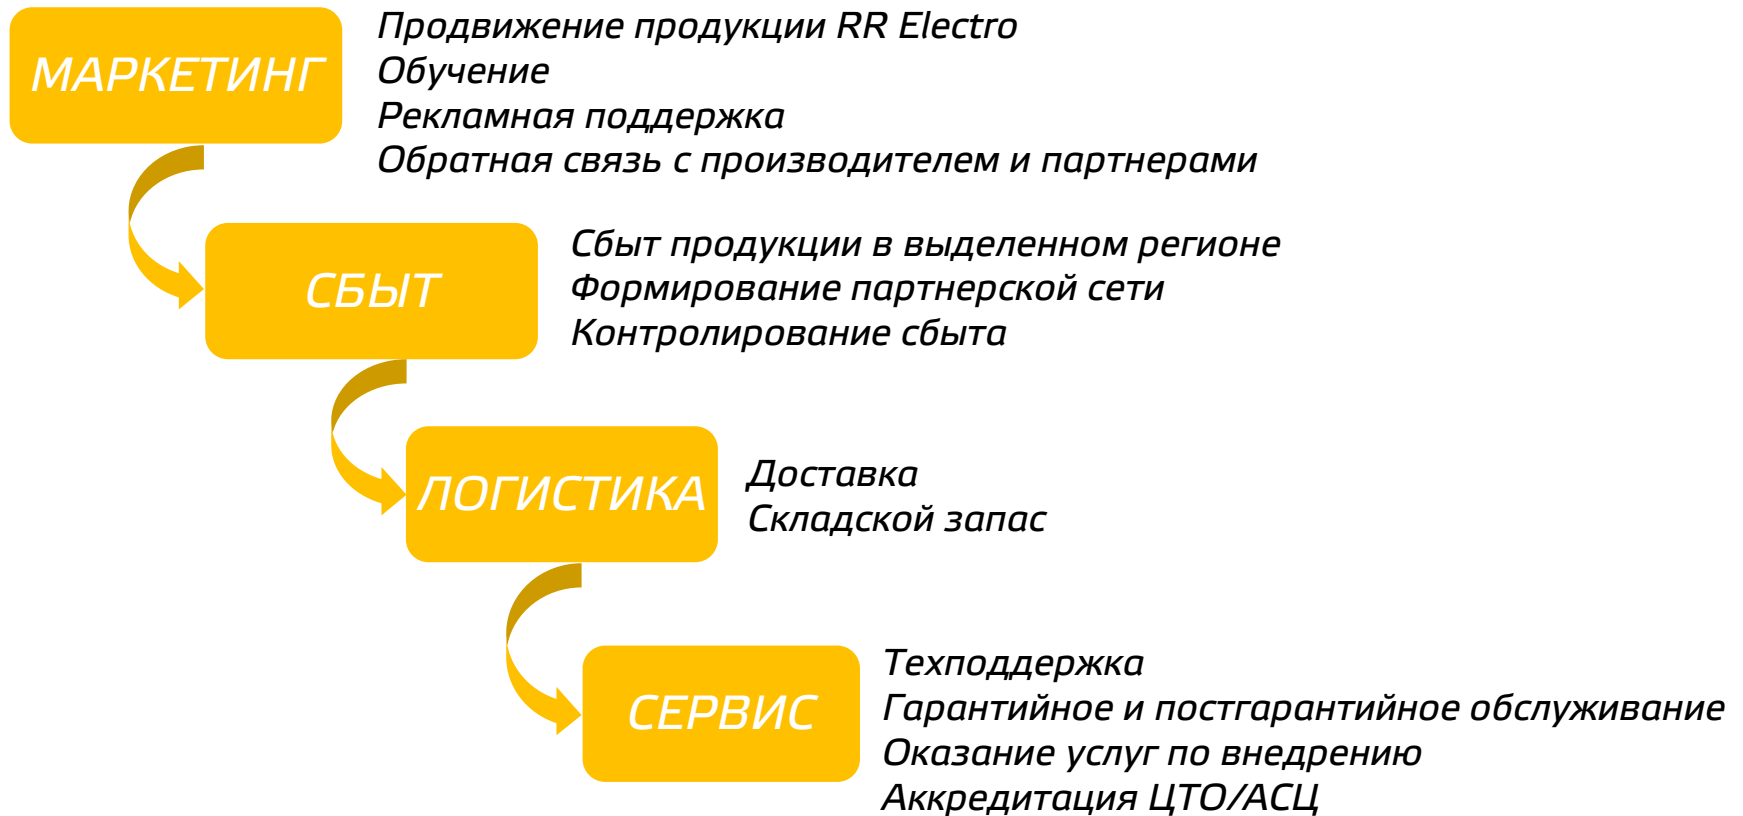 МАРКЕТИНГ
Продвижение продукции RR Electro
Обучение
Рекламная поддержка
Обратная связь с производителем и партнерами
СБЫТ
Сбыт продукции в выделенном регионе
Формирование партнерской сети
Контролирование сбыта
ЛОГИСТИКА
Доставка
Складской запас
СЕРВИС
Техподдержка
Гарантийное и постгарантийное обслуживание
Оказание услуг по внедрению
Аккредитация ЦТО/АСЦ